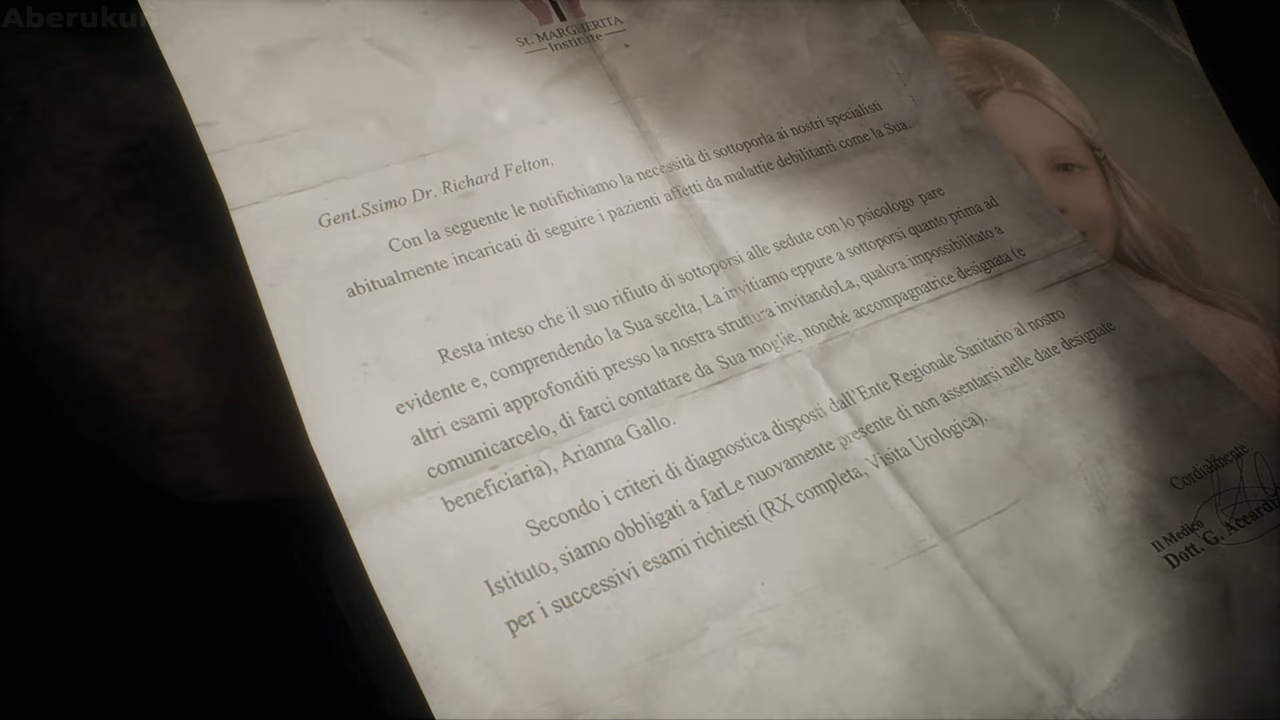 Aberukur
St. MARGHERITA
Institute
Gent.Ssimo Dr. Richard Felton,
Con la seguente le notifichiamo la necessità di sottoporla ai nostri specialisti
abitualmente incaricati di seguire i pazienti affetti da malattie debilitanti come la Sua.
Resta inteso che il suo rifiuto di sottoporsi alle sedute con lo psicologo pare
evidente e, comprendendo la Sua scelta, La invitiamo eppure a sottoporsi quanto prima ad
altri esami approfonditi presso la nostra struttura invitandoLa, qualora impossibilitato a
comunicarcelo, di farci contattare da Sua moglie, nonché accompagnatrice designata (e
beneficiaria), Arianna Gallo.
Secondo i criteri di diagnostica disposti dall'Ente Regionale Sanitario al nostro
Istituto, siamo obbligati a farLe nuovamente presente di non assentarsi nelle date designale
per i successivi esami richiesti (RX completa, Visita Urologica).
Cordialmente
Il Medico
Dott. G.